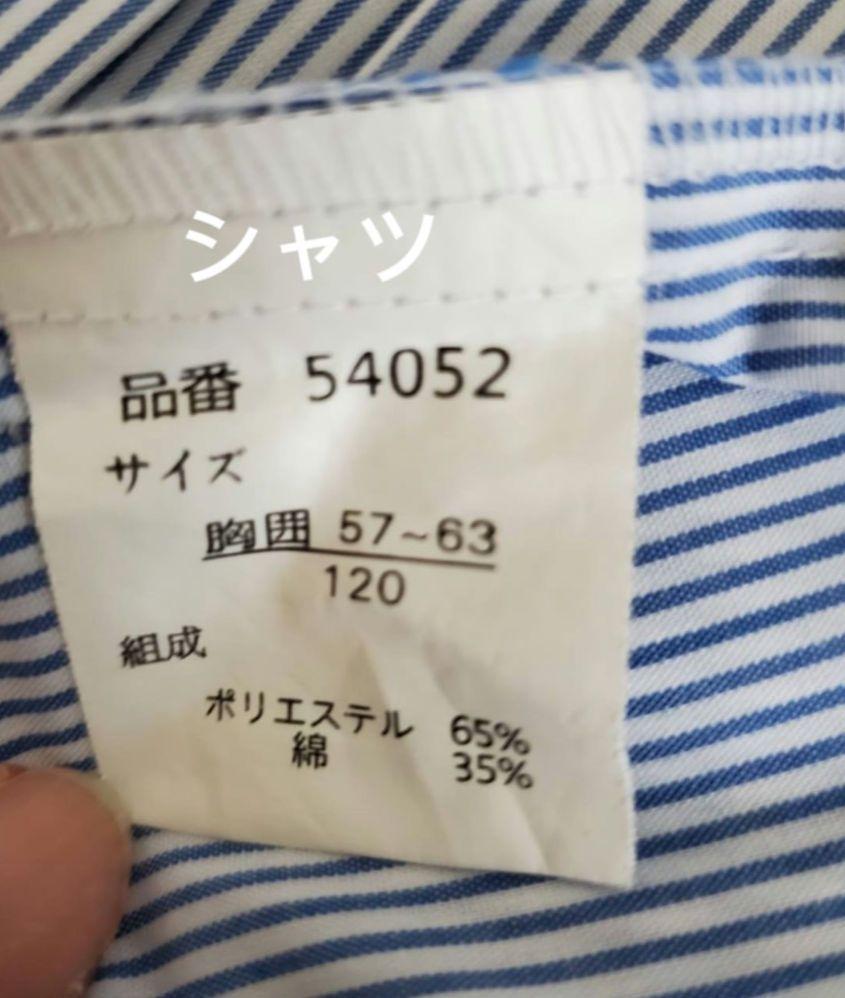 シャツ
品番 54052
サイズ
胸囲 57~63
120
組成
ポリエステル 65%
綿 35%